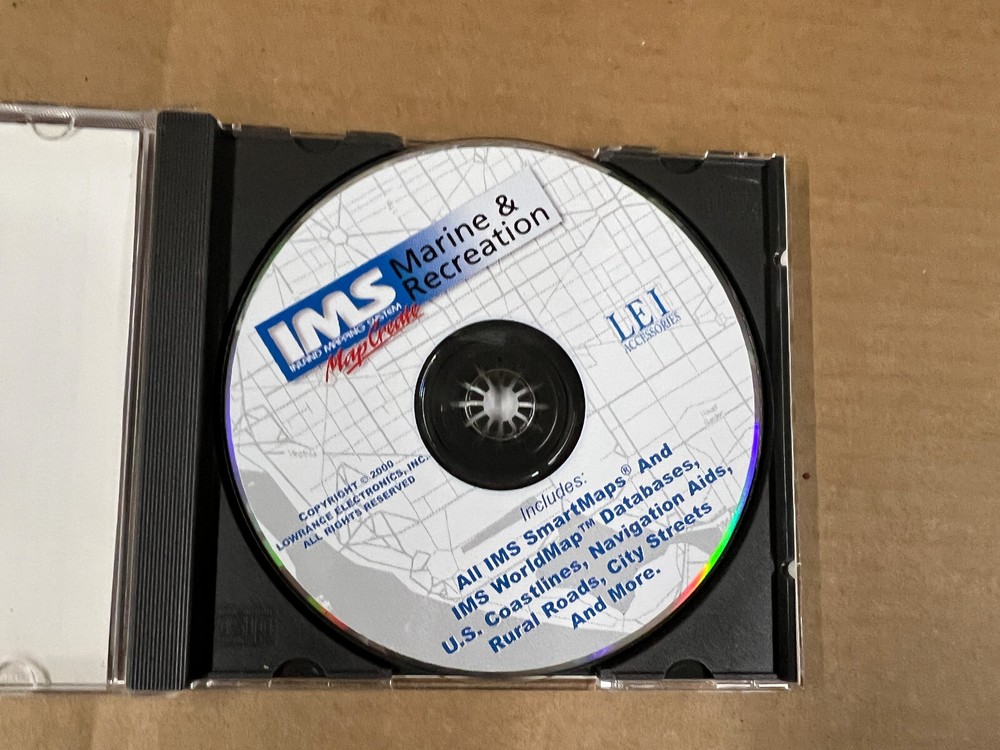 IMS
INLAND MAPPING SYSTEM
Marine &
Recreation
MapCreate
LEI
ACCESSORIES
COPYRIGHT © 2000
LOWRANCE ELECTRONICS, INC.
ALL RIGHTS RESERVED
Includes:
All IMS SmartMaps® And
IMS WorldMap™ Databases,
U.S. Coastlines, Navigation Aids,
Rural Roads, City Streets
And More.